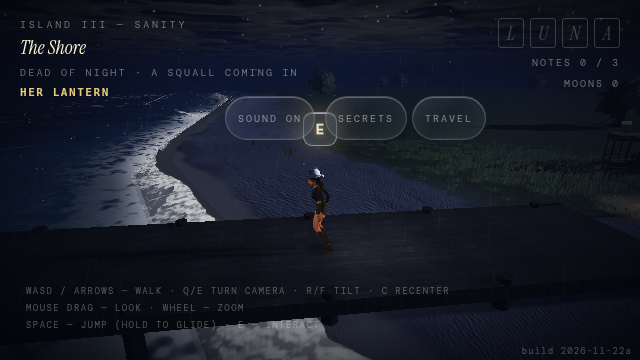 ISLAND III — SANITY
The Shore
DEAD OF NIGHT · A SQUALL COMING IN
HER LANTERN
L U N A
NOTES 0 / 3
MOONS 0
SOUND ON
E
SECRETS
TRAVEL
WASD / ARROWS — WALK · Q/E TURN CAMERA · R/F TILT · C RECENTER
MOUSE DRAG — LOOK · WHEEL — ZOOM
SPACE — JUMP (HOLD TO GLIDE) · E — INTERACT
build 2026-11-22a